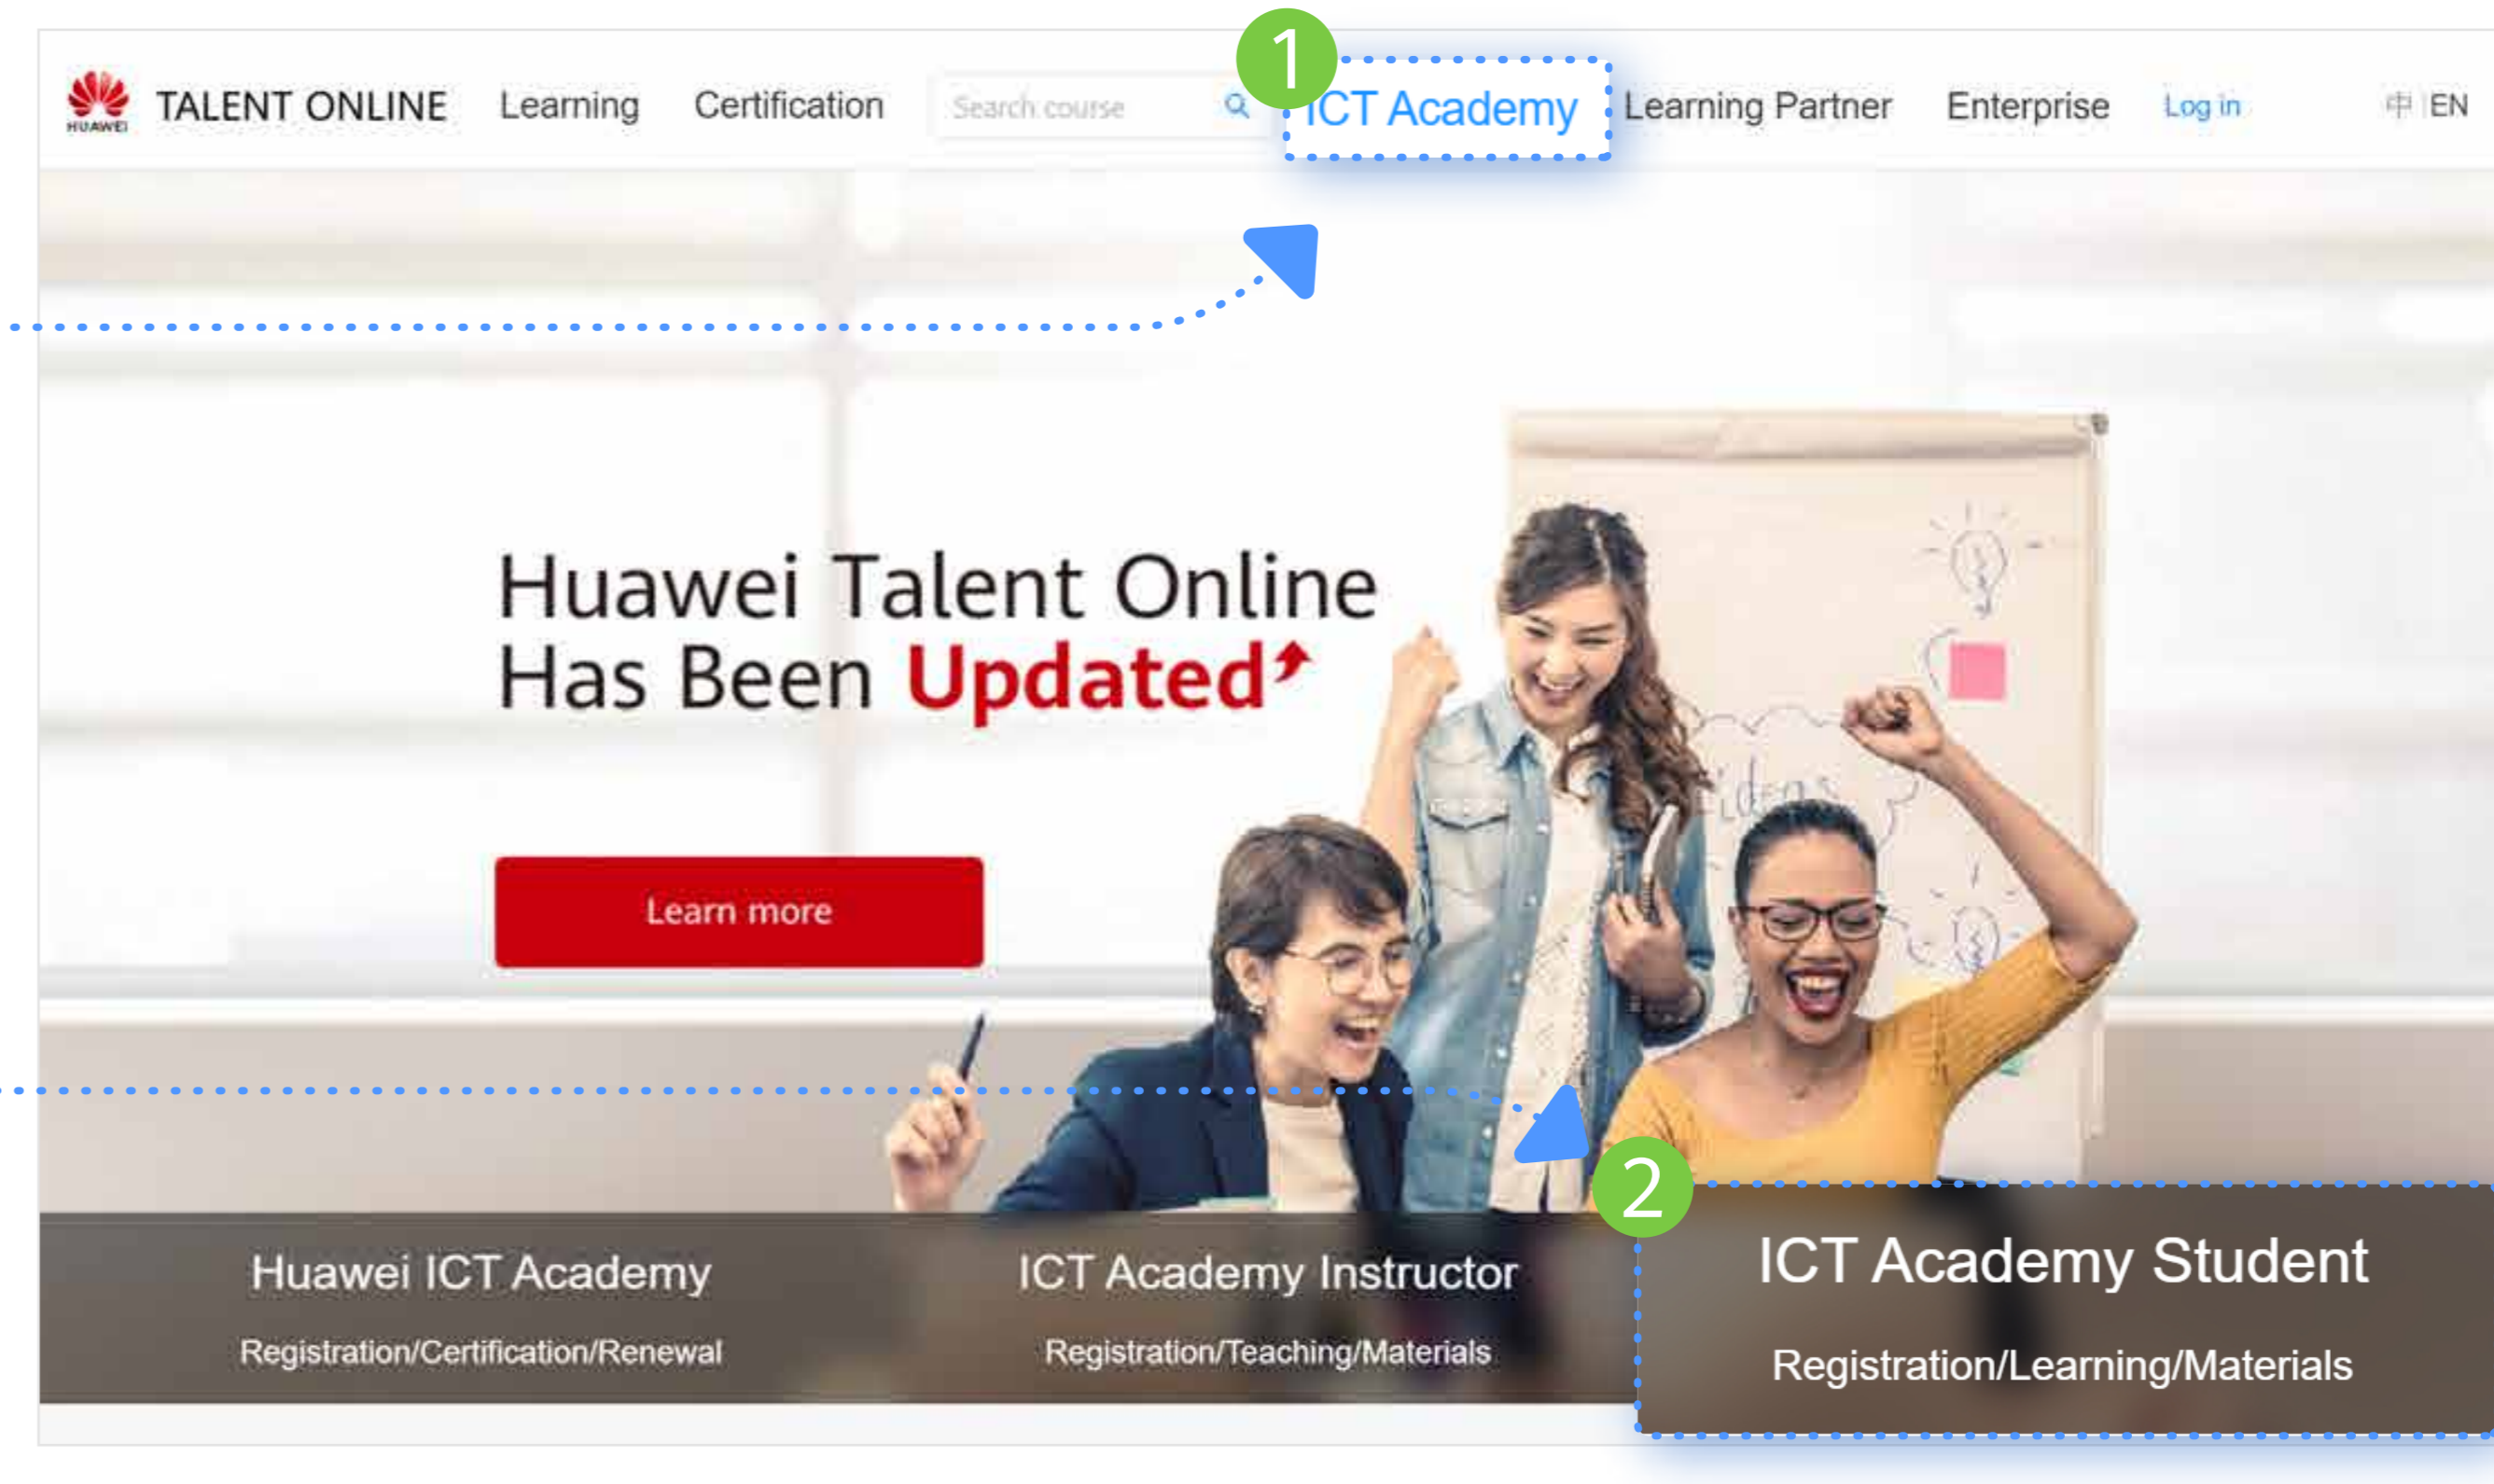 1
HUAWEI
TALENT ONLINE Learning Certification Search course ICT Academy Learning Partner Enterprise Log in 中 | EN
Huawei Talent Online
Has Been Updated
ideas
Learn more
2
Huawei ICT Academy
Registration/Certification/Renewal
ICT Academy Instructor
Registration/Teaching/Materials
ICT Academy Student
Registration/Learning/Materials